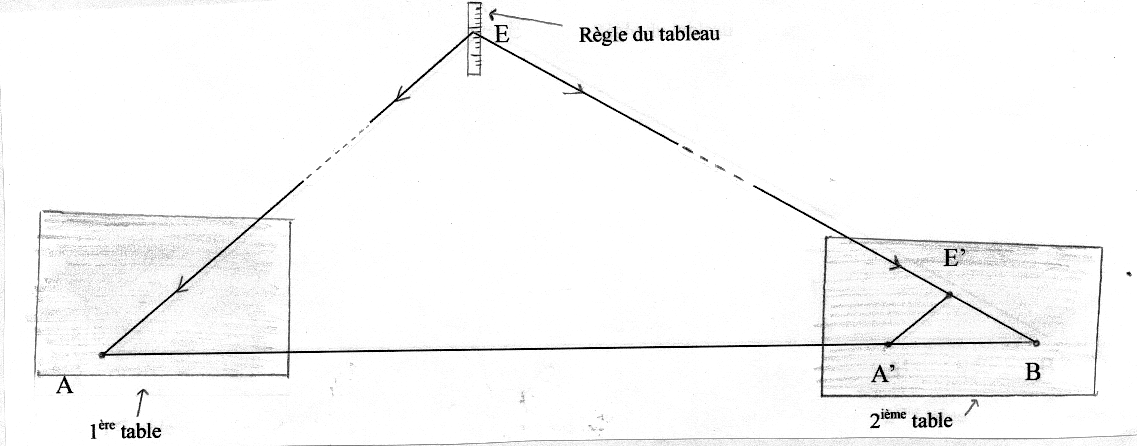 E
Règle du tableau
E'
A
A'
B
1ère table
2ième table